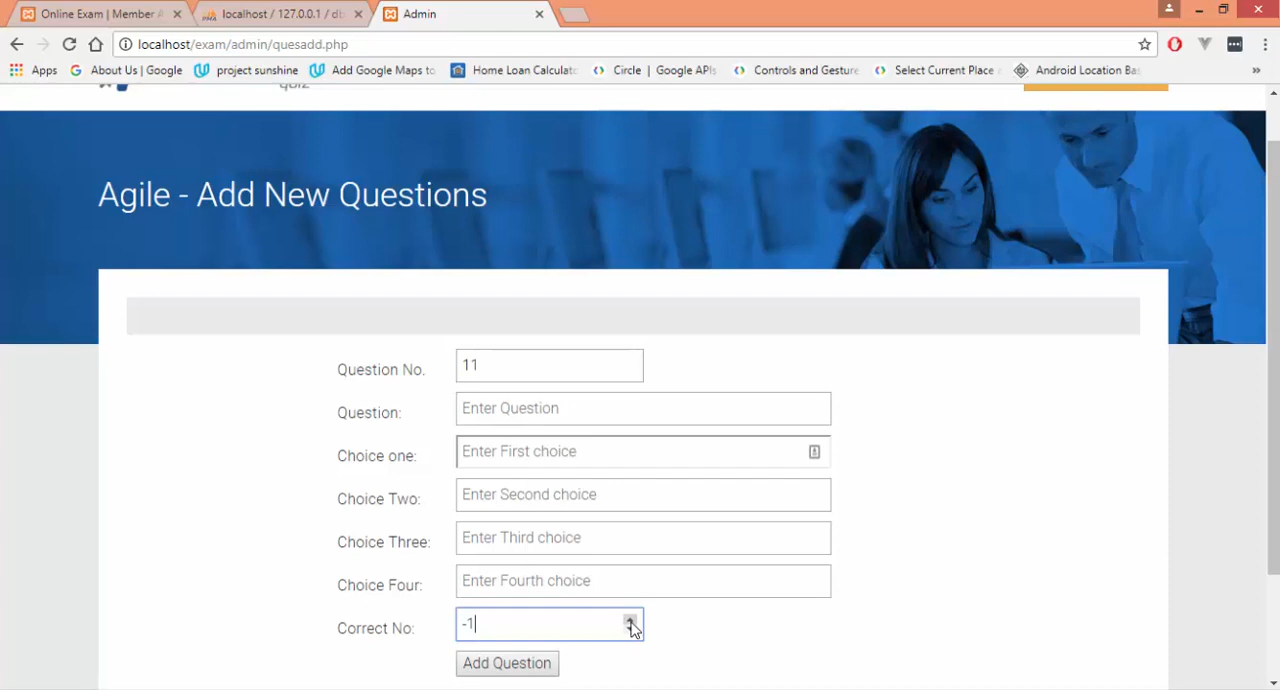 Online Exam | Member A
localhost / 127.0.0.1 / db
Admin
localhost/exam/admin/quesadd.php
Apps
About Us | Google
project sunshine
Add Google Maps to
Home Loan Calculato
Circle | Google APIs
Controls and Gesture
Select Current Place
Android Location Bas
quiz
Agile - Add New Questions
Question No. 11
Question: Enter Question
Choice one: Enter First choice
Choice Two: Enter Second choice
Choice Three: Enter Third choice
Choice Four: Enter Fourth choice
Correct No: -1
Add Question